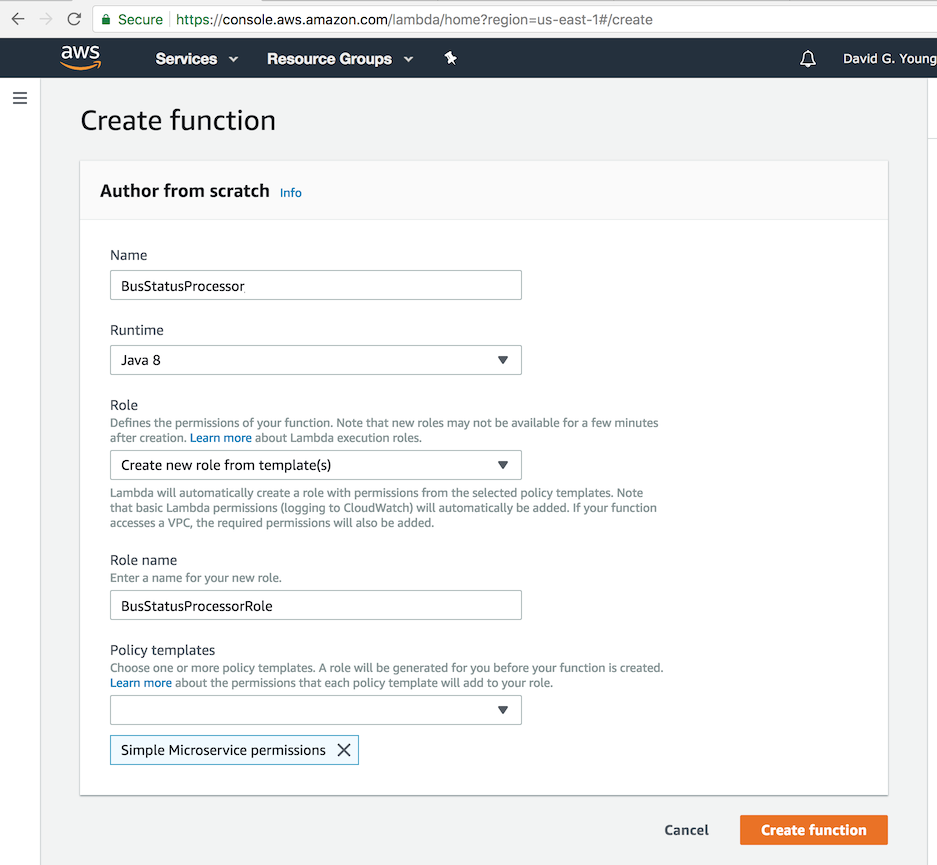 Secure https://console.aws.amazon.com/lambda/home?region=us-east-1#/create
aws Services Resource Groups David G. Young
Create function
Author from scratch Info
Name
BusStatusProcessor
Runtime
Java 8
Role
Defines the permissions of your function. Note that new roles may not be available for a few minutes
after creation. Learn more about Lambda execution roles.
Create new role from template(s)
Lambda will automatically create a role with permissions from the selected policy templates. Note
that basic Lambda permissions (logging to CloudWatch) will automatically be added. If your function
accesses a VPC, the required permissions will also be added.
Role name
Enter a name for your new role.
BusStatusProcessorRole
Policy templates
Choose one or more policy templates. A role will be generated for you before your function is created.
Learn more about the permissions that each policy template will add to your role.
Simple Microservice permissions
Cancel Create function